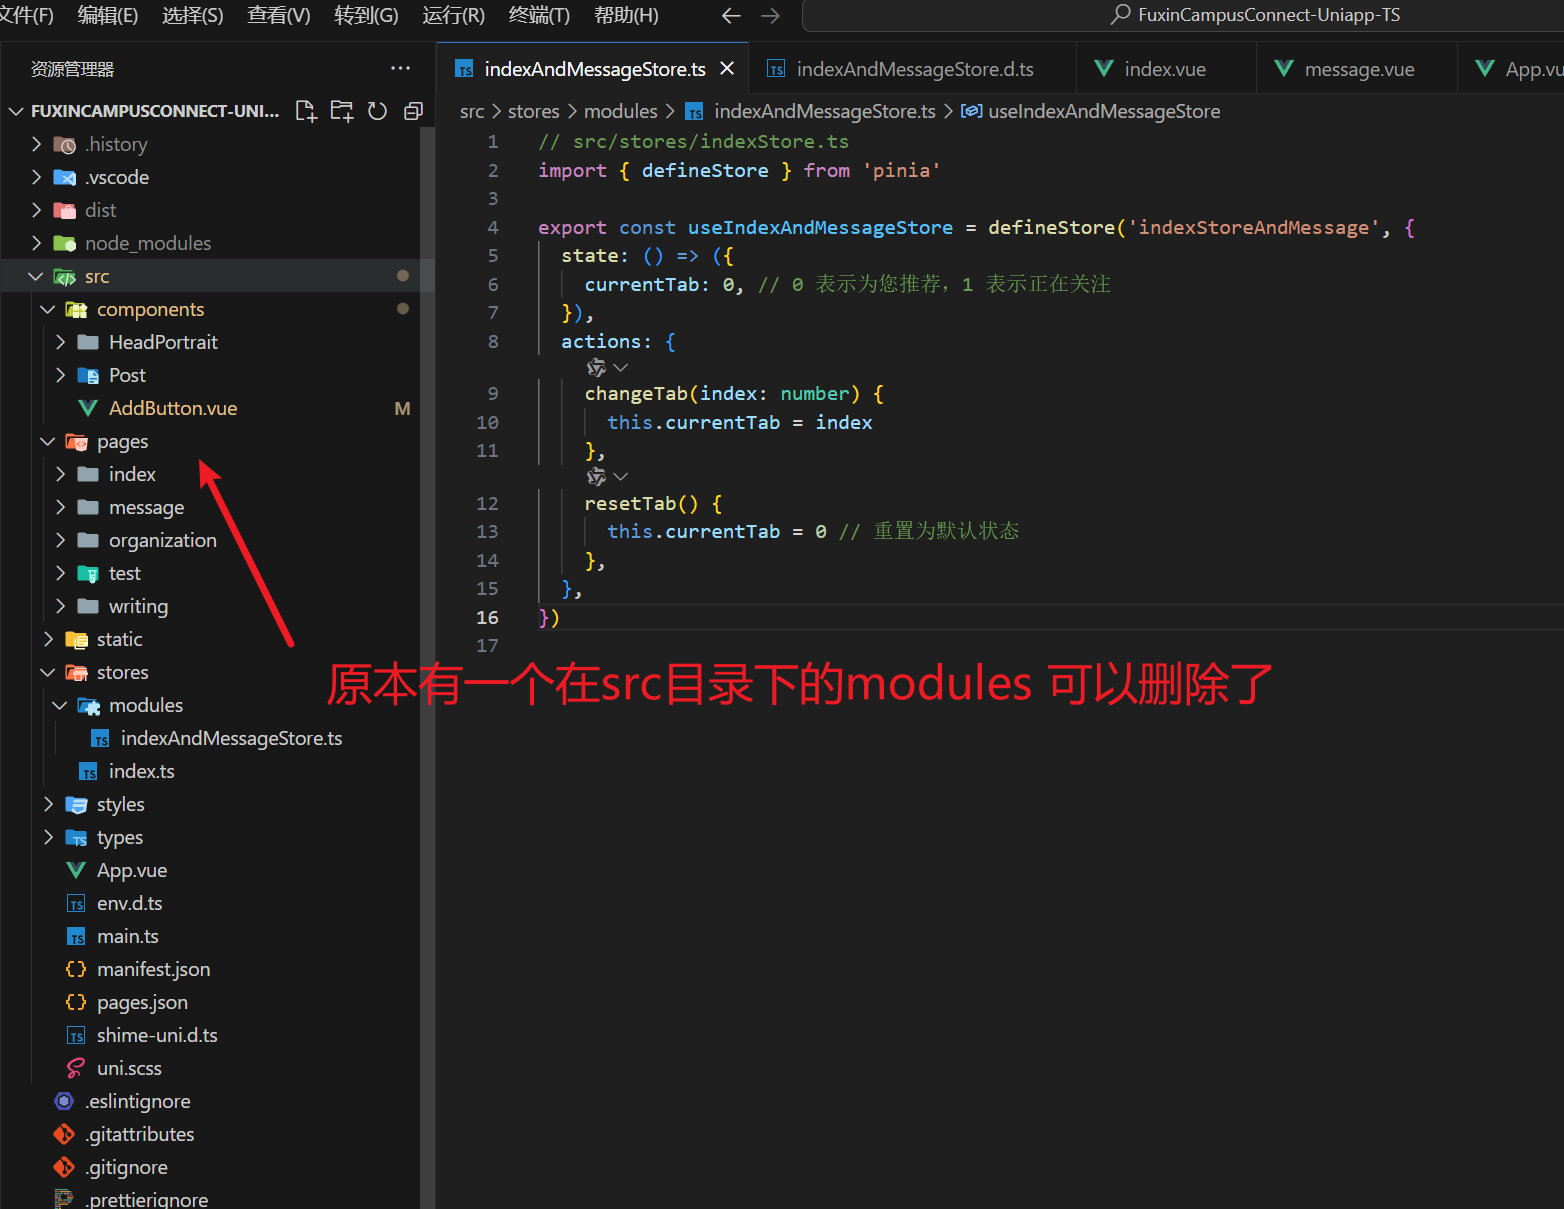 文件(F) 编辑(E) 选择(S) 查看(V) 转到(G) 运行(R) 终端(T) 帮助(H) FuxinCampusConnect-Uniapp-TS
资源管理器
FUXINCAMPUSCONNECT-UNI...
.history
.vscode
dist
node_modules
src
components
HeadPortrait
Post
AddButton.vue M
pages
index
message
organization
test
writing
static
stores
modules
indexAndMessageStore.ts
index.ts
styles
types
App.vue
env.d.ts
main.ts
manifest.json
pages.json
shime-uni.d.ts
uni.scss
.eslintignore
.gitattributes
.gitignore
.prettierignore
indexAndMessageStore.ts indexAndMessageStore.d.ts index.vue message.vue App.vu
src > stores > modules > indexAndMessageStore.ts > useIndexAndMessageStore
1 // src/stores/indexStore.ts
2 import { defineStore } from 'pinia'
3
4 export const useIndexAndMessageStore = defineStore('indexStoreAndMessage', {
5 state: () => ({
6 currentTab: 0, // 0 表示为您推荐，1 表示正在关注
7 }),
8 actions: {
9 changeTab(index: number) {
10 this.currentTab = index
11 },
12 resetTab() {
13 this.currentTab = 0 // 重置为默认状态
14 },
15 },
16 })
17
原本有一个在src目录下的modules 可以删除了